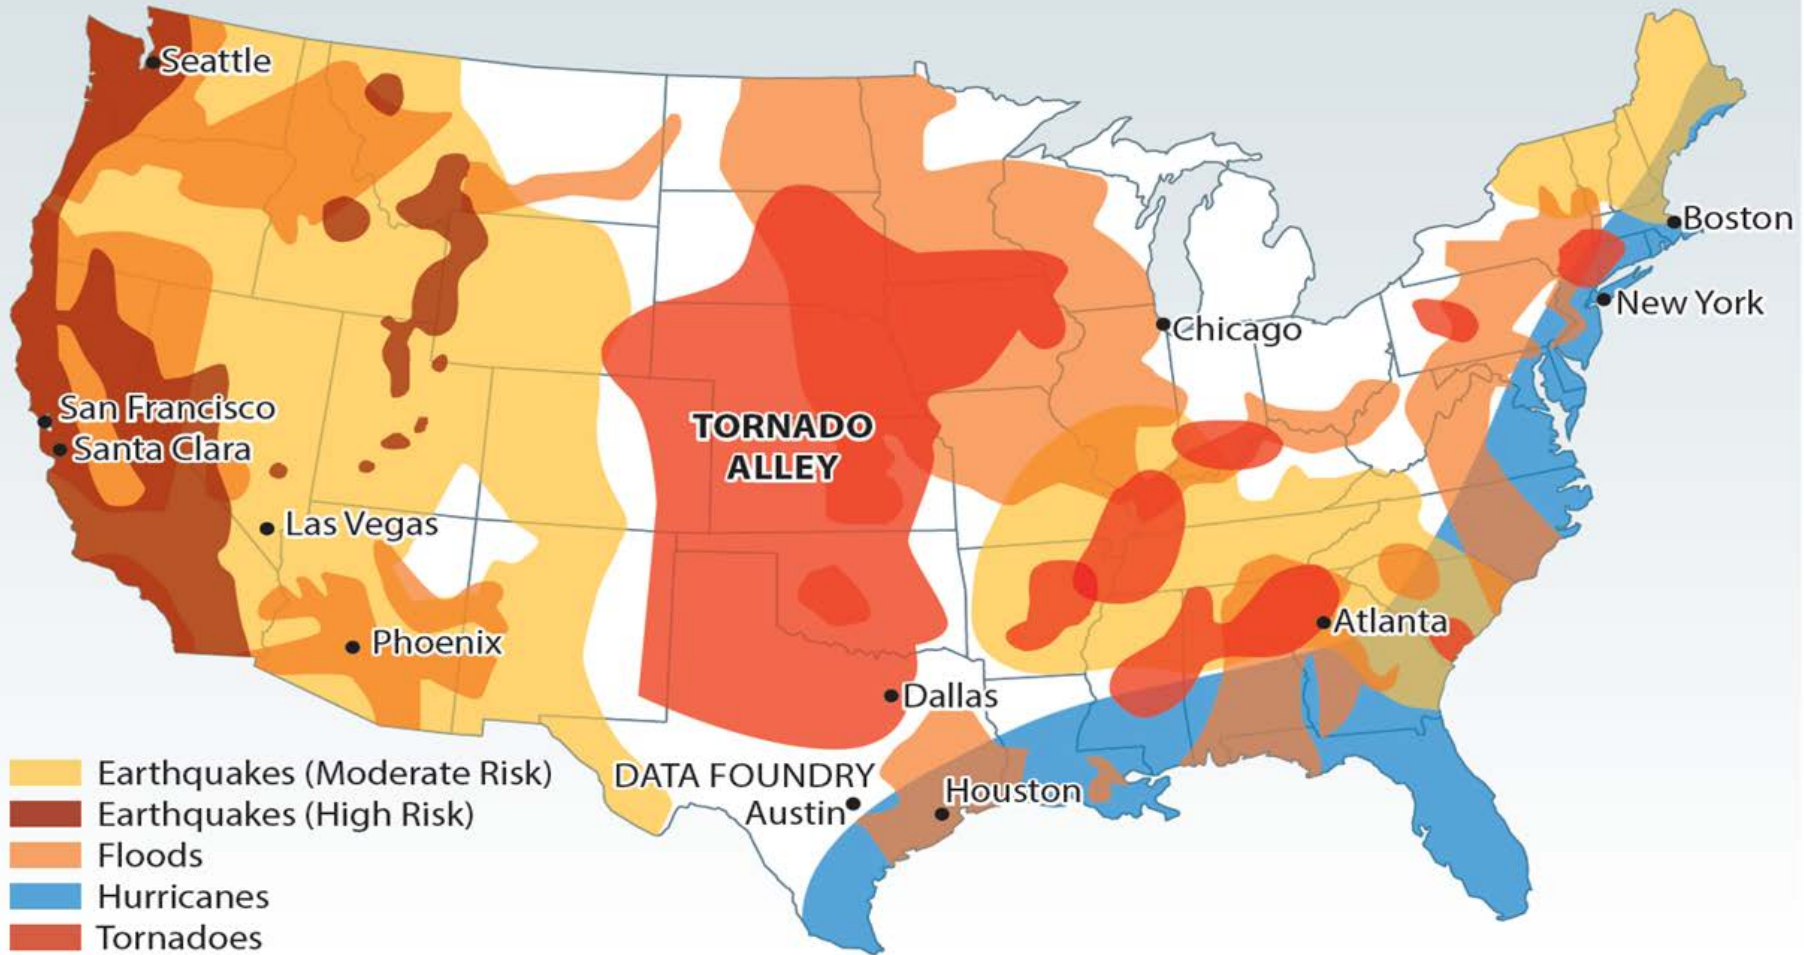 Seattle
Boston
New York
Chicago
San Francisco
Santa Clara
TORNADO
ALLEY
Las Vegas
Atlanta
Phoenix
Dallas
DATA FOUNDRY
Austin
Houston
Earthquakes (Moderate Risk)
Earthquakes (High Risk)
Floods
Hurricanes
Tornadoes